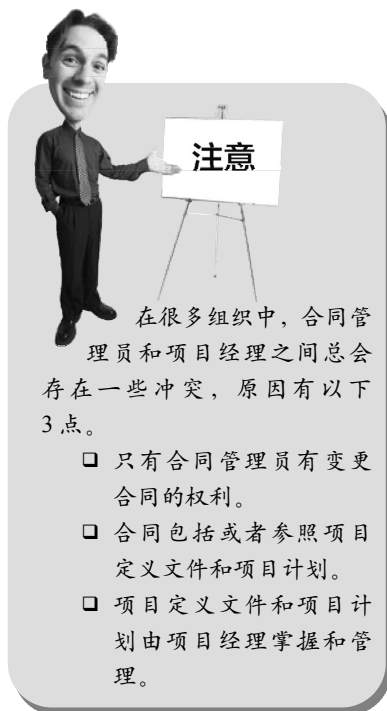 注意
在很多组织中，合同管
理员和项目经理之间总会
存在一些冲突，原因有以下
3点。
❑ 只有合同管理员有变更
合同的权利。
❑ 合同包括或者参照项目
定义文件和项目计划。
❑ 项目定义文件和项目计
划由项目经理掌握和管
理。